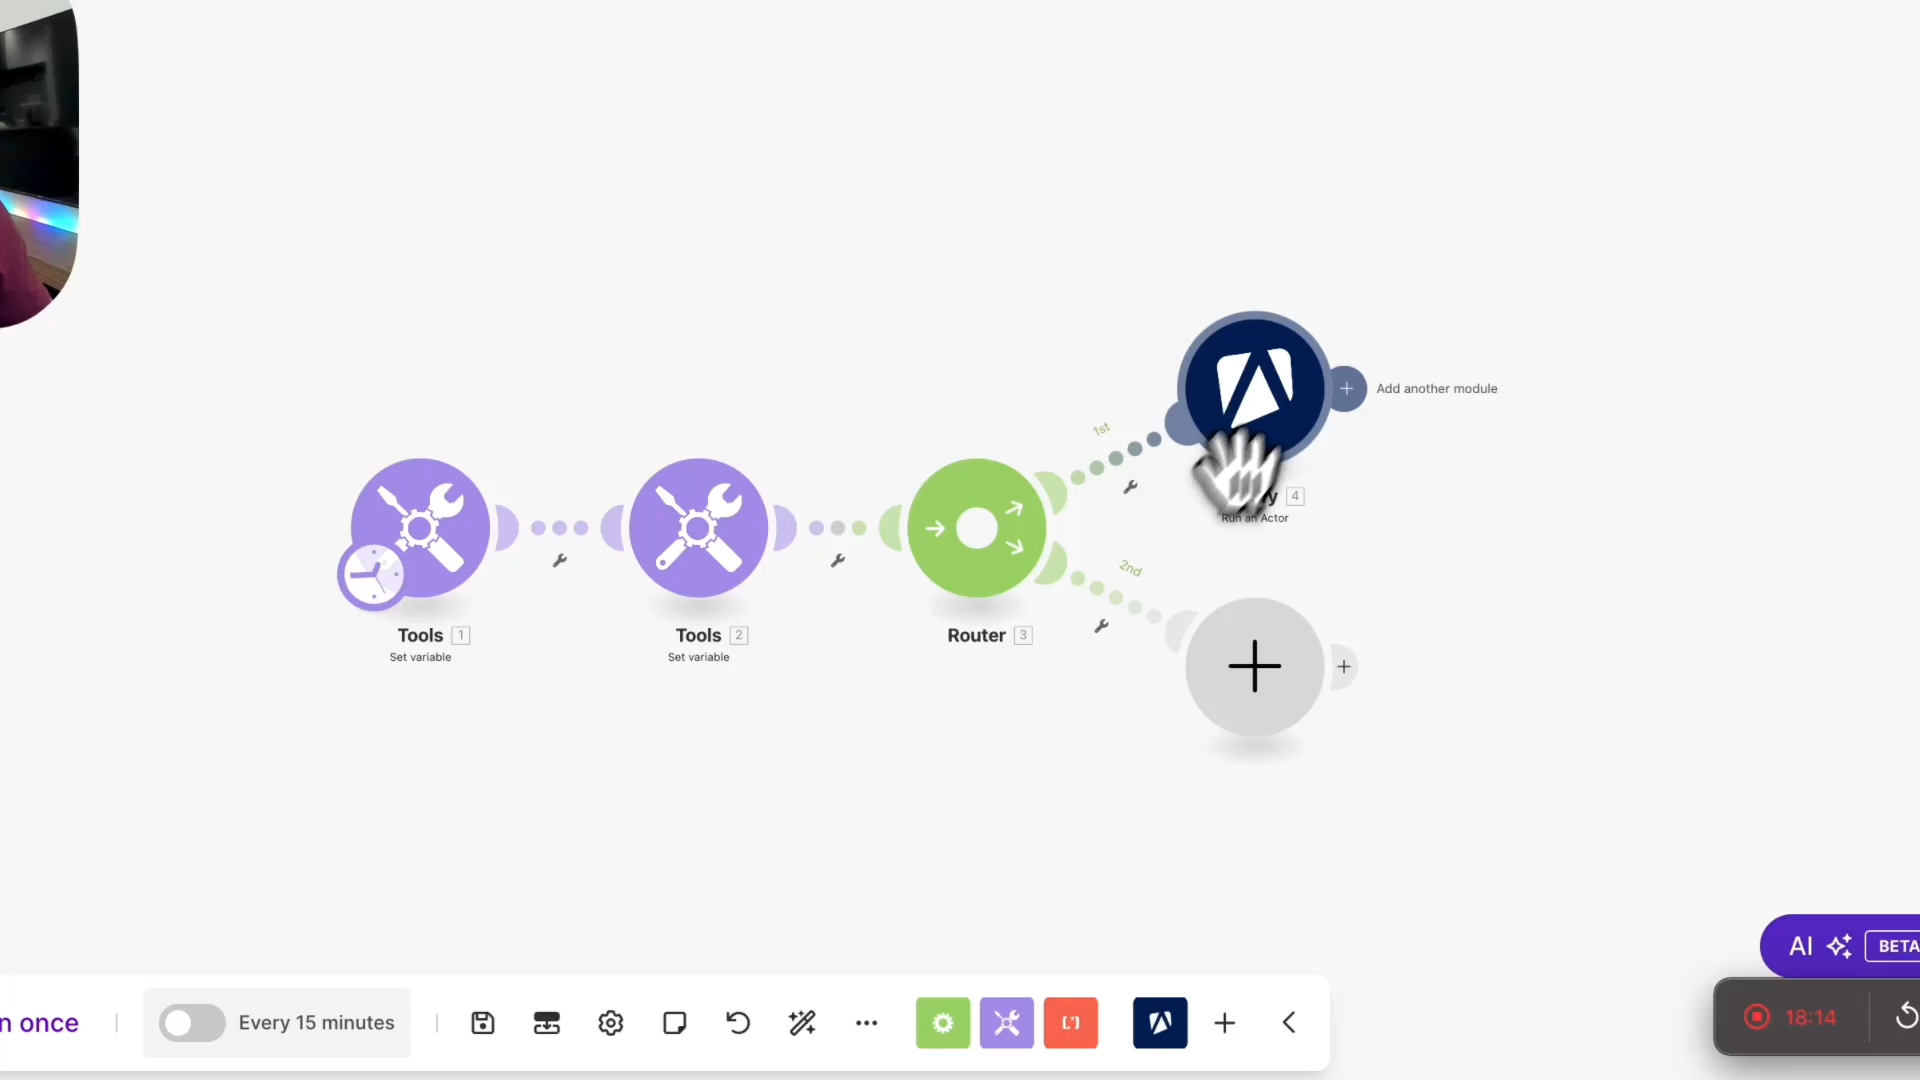 Add another module
1st
4
Run an Actor
2nd
Tools 1
Set variable
Tools 2
Set variable
Router 3
AI BETA
once
Every 15 minutes
18:14